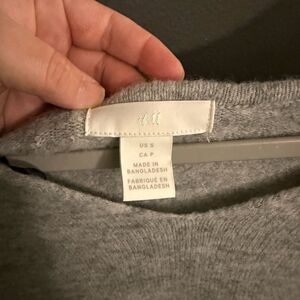 H&M
US S
CA P
MADE IN
BANGLADESH
FABRIQUÉ EN
BANGLADESH